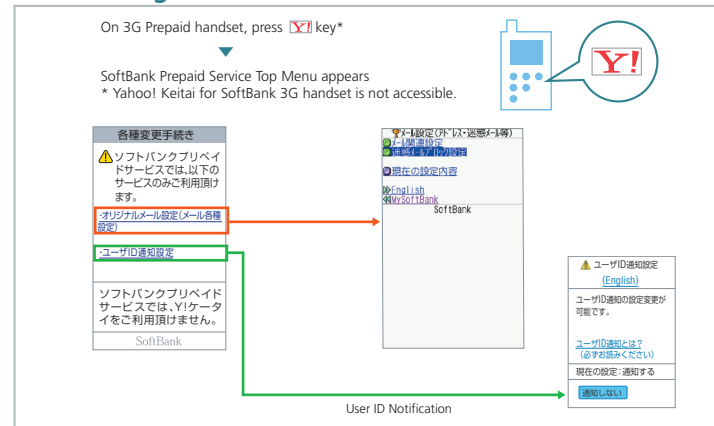 On 3G Prepaid handset, press Y! key*
SoftBank Prepaid Service Top Menu appears
* Yahoo! Keitai for SoftBank 3G handset is not accessible.
Y!
各種変更手続き
ソフトバンクプリペイ
ドサービスでは、以下の
サービスのみご利用頂け
ます。
･オリジナルメール設定(メール各種
設定)
･ユーザID通知設定
ソフトバンクプリペイド
サービスでは、Y!ケータ
イをご利用頂けません。
SoftBank
メール設定(アドレス･迷惑メール等)
メール関連設定
迷惑メールブロック設定
現在の設定内容
English
MySoftBank
SoftBank
ユーザID通知設定
(English)
ユーザID通知の設定変更が
可能です。
ユーザID通知とは?
(必ずお読みください)
現在の設定:通知する
通知しない
User ID Notification